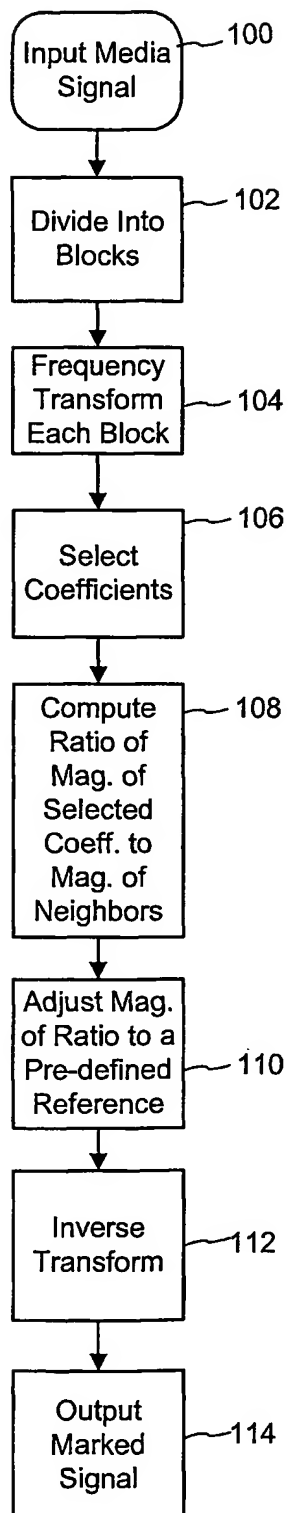 Input Media
Signal
100
Divide Into
Blocks
102
Frequency
Transform
Each Block
104
Select
Coefficients
106
Compute
Ratio of
Mag. of
Selected
Coeff. to
Mag. of
Neighbors
108
Adjust Mag.
of Ratio to a
Pre-defined
Reference
110
Inverse
Transform
112
Output
Marked
Signal
114